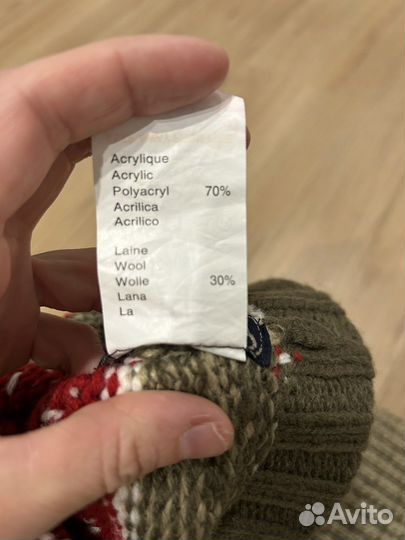 Acrylique
Acrylic
Polyacryl 70%
Acrilica
Acrilico
Laine
Wool
Wolle 30%
Lana
La
Avito